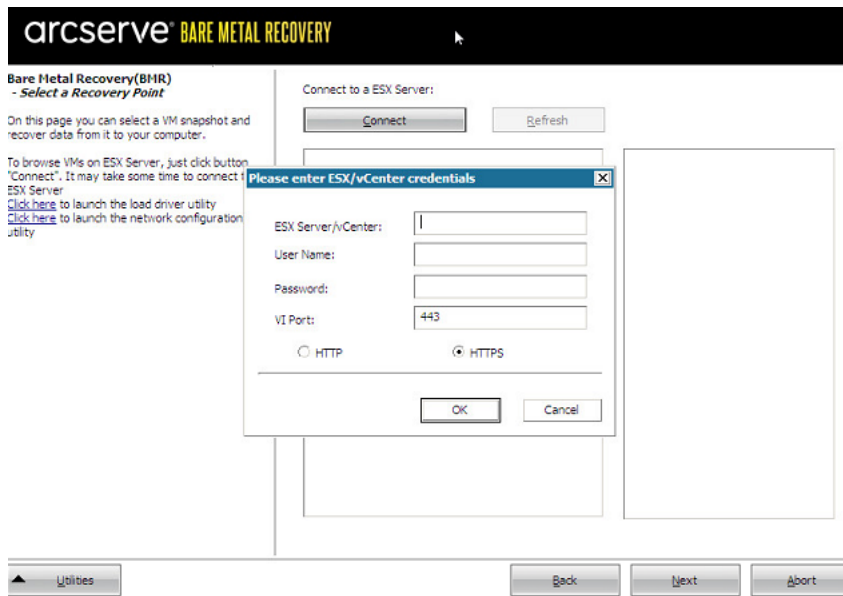 arcserve® BARE METAL RECOVERY
Bare Metal Recovery(BMR)
- Select a Recovery Point
On this page you can select a VM snapshot and
recover data from it to your computer.
To browse VMs on ESX Server, just click button
"Connect". It may take some time to connect
ESX Server
Click here to launch the load driver utility
Click here to launch the network configuration
utility
Connect to a ESX Server:
Connect
Refresh
Please enter ESX/vCenter credentials
ESX Server/vCenter:
User Name:
Password:
VI Port:
443
HTTP
HTTPS
OK
Cancel
Utilities
Back
Next
Abort